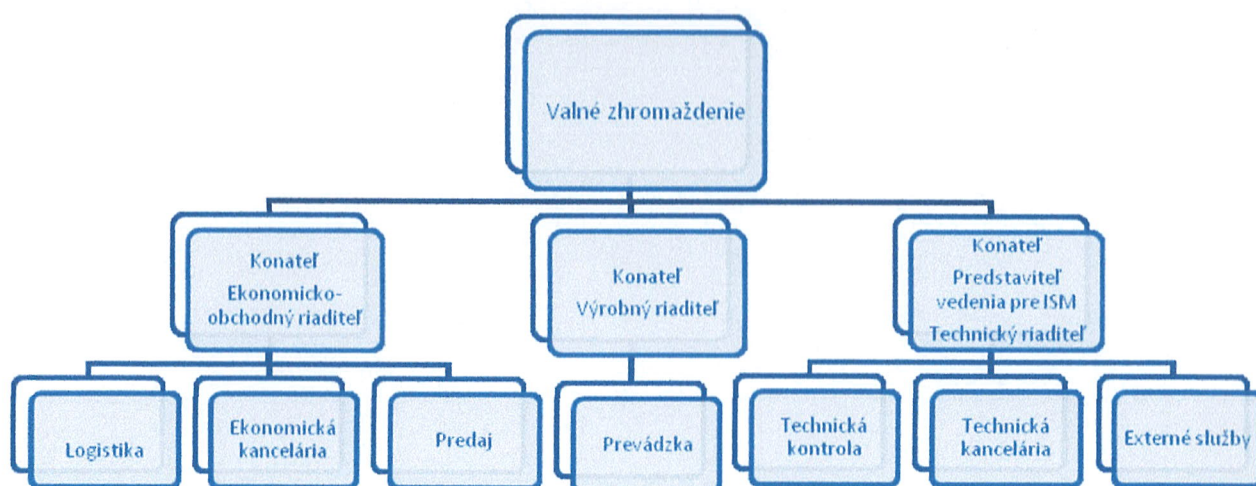 Valné zhromaždenie
Konateľ
Ekonomicko-
obchodný riaditeľ
Konateľ
Výrobný riaditeľ
Konateľ
Predstaviteľ
vedenia pre ISM
Technický riaditeľ
Logistika
Ekonomická
kancelária
Predaj
Prevádzka
Technická
kontrola
Technická
kancelária
Externé služby